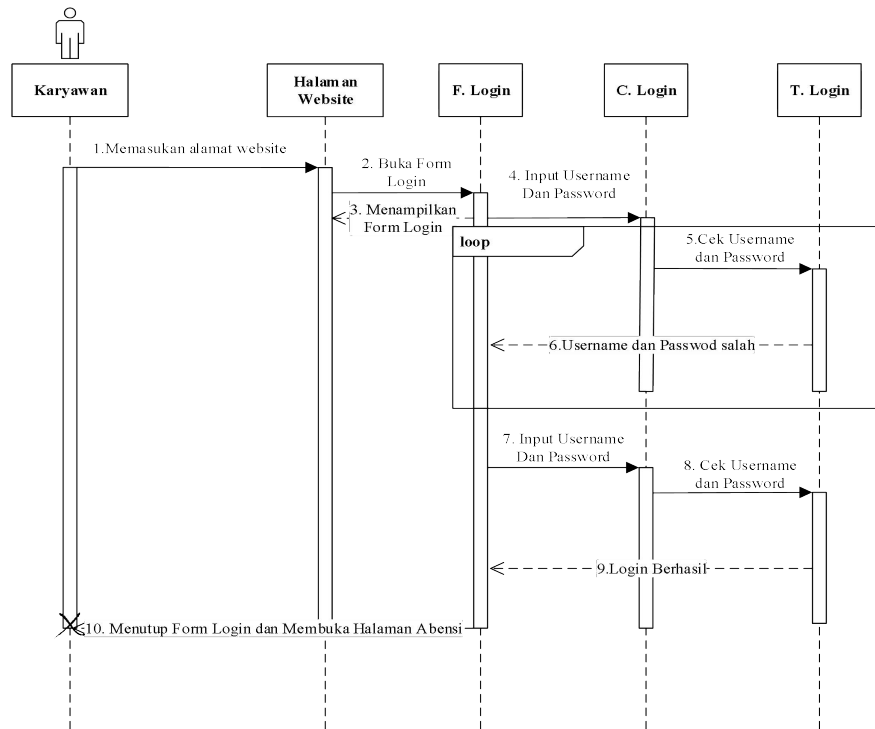 Karyawan
Halaman
Website
F. Login
C. Login
T. Login
1.Memasukan alamat website
2. Buka Form
Login
4. Input Username
Dan Password
3. Menampilkan
Form Login
loop
5.Cek Username
dan Password
6.Username dan Passwod salah
7. Input Username
Dan Password
8. Cek Username
dan Password
9.Login Berhasil
10. Menutup Form Login dan Membuka Halaman Abensi